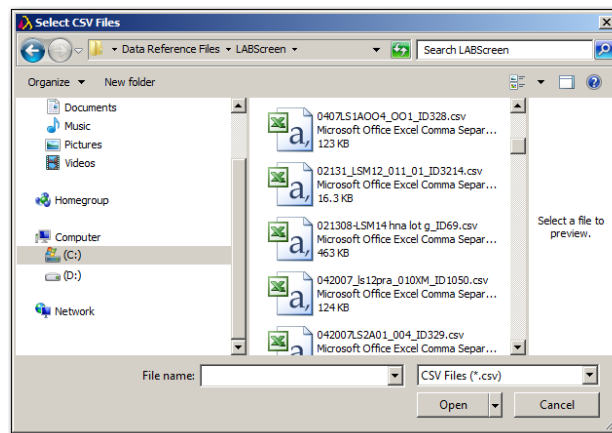 Select CSV Files
Data Reference Files LABScreen
Search LABScreen
Organize New folder
Documents
Music
Pictures
Videos
Homegroup
Computer
(C:)
(D:)
Network
0407LS1AOO4_OO1_ID328.csv
Microsoft Office Excel Comma Separ...
123 KB
02131_LSM12_011_01_ID3214.csv
Microsoft Office Excel Comma Separ...
16.3 KB
021308-LSM14 hna lot g_ID69.csv
Microsoft Office Excel Comma Separ...
463 KB
042007_ls12pra_010XM_ID1050.csv
Microsoft Office Excel Comma Separ...
124 KB
042007LS2A01_004_ID329.csv
Microsoft Office Excel Comma Separ...
Select a file to
preview.
File name:
CSV Files (*.csv)
Open
Cancel